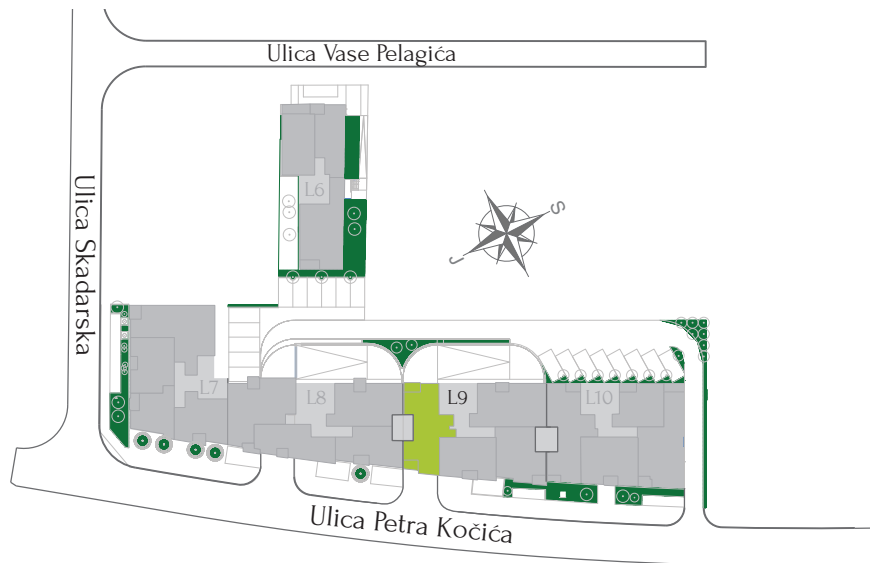 Ulica Vase Pelagića
L6
S
J
Ulica Skadarska
L7
L8
L9
L10
Ulica Petra Kočića